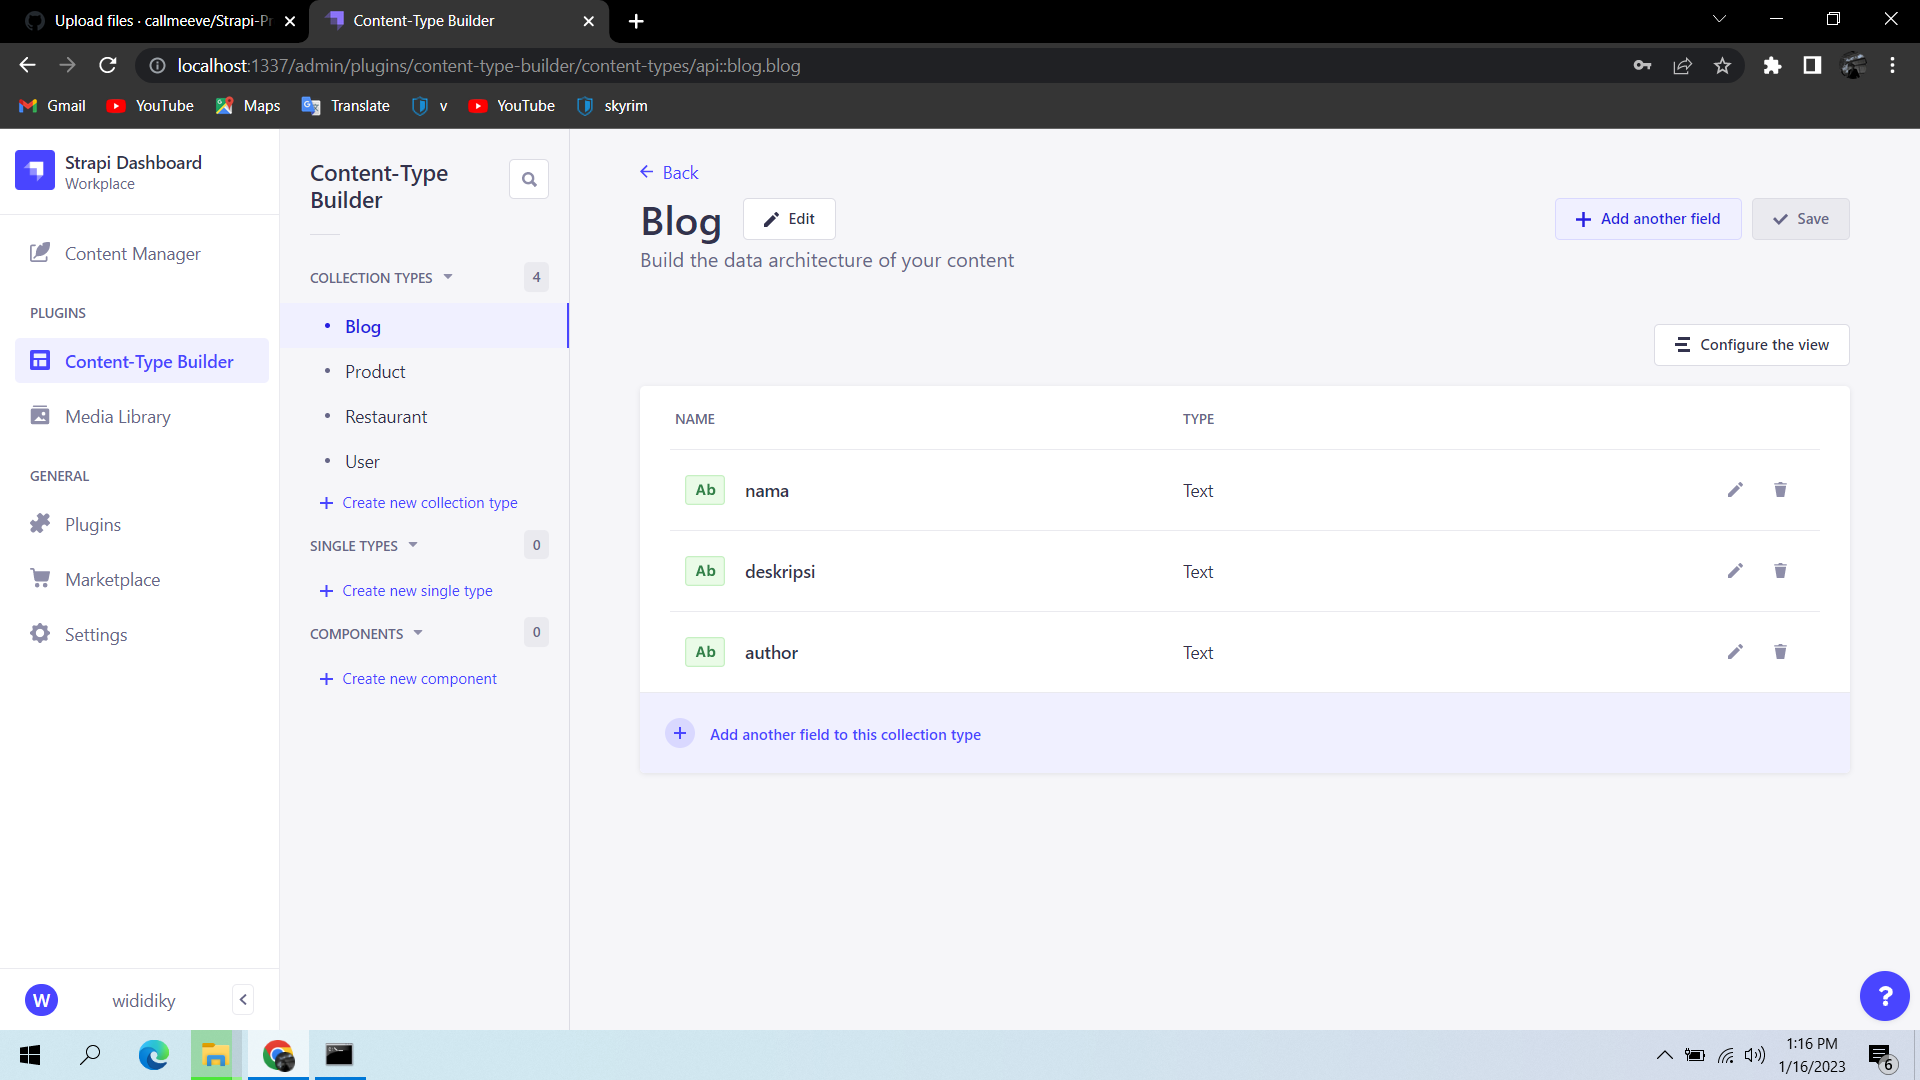 Upload files · callmeeve/Strapi-Pr
Content-Type Builder
localhost:1337/admin/plugins/content-type-builder/content-types/api::blog.blog
Gmail
YouTube
Maps
Translate
v
YouTube
skyrim
Strapi Dashboard
Workplace
Content Manager
PLUGINS
Content-Type Builder
Media Library
GENERAL
Plugins
Marketplace
Settings
W
wididiky
Content-Type
Builder
COLLECTION TYPES
4
Blog
Product
Restaurant
User
Create new collection type
SINGLE TYPES
0
Create new single type
COMPONENTS
0
Create new component
Back
Blog
Edit
Add another field
Save
Build the data architecture of your content
Configure the view
NAME
TYPE
Ab
nama
Text
Ab
deskripsi
Text
Ab
author
Text
Add another field to this collection type
?
1:16 PM
1/16/2023
6